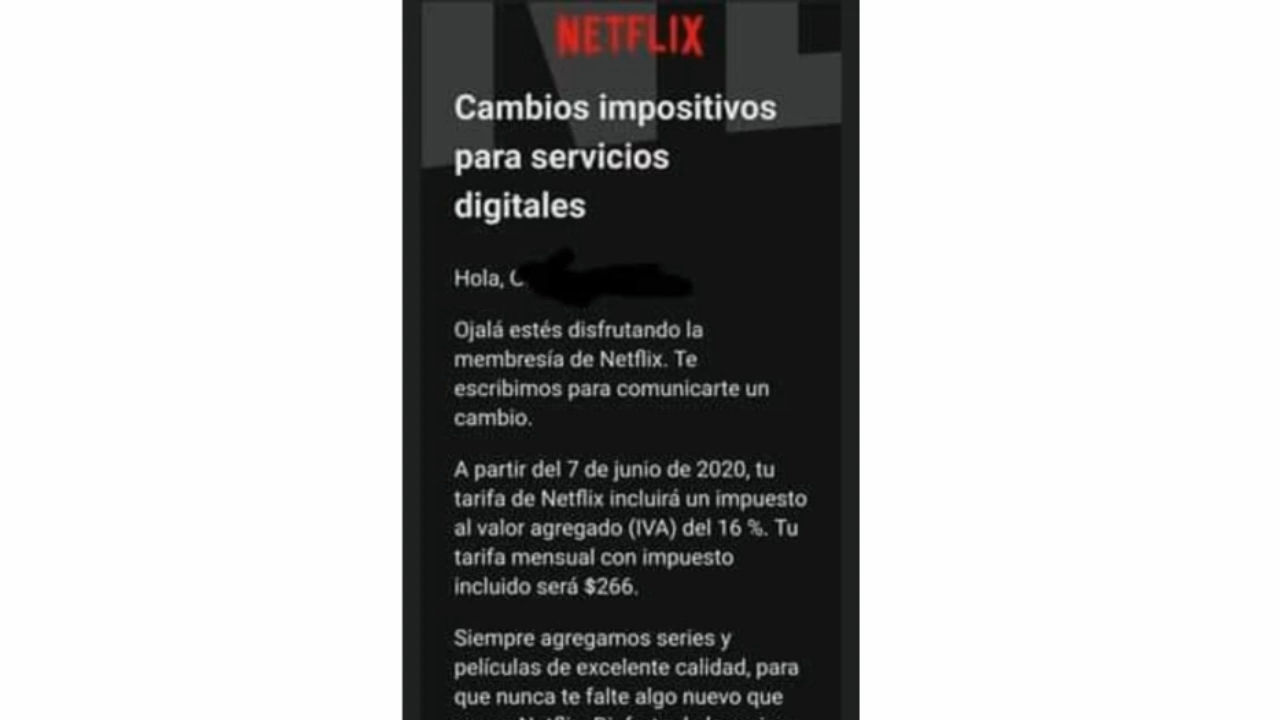 NETFLIX
Cambios impositivos
para servicios
digitales
Hola,
Ojalá estés disfrutando la
membresía de Netflix. Te
escribimos para comunicarte un
cambio.
A partir del 7 de junio de 2020, tu
tarifa de Netflix incluirá un impuesto
al valor agregado (IVA) del 16 %. Tu
tarifa mensual con impuesto
incluido será $266.
Siempre agregamos series y
películas de excelente calidad, para
que nunca te falte algo nuevo que